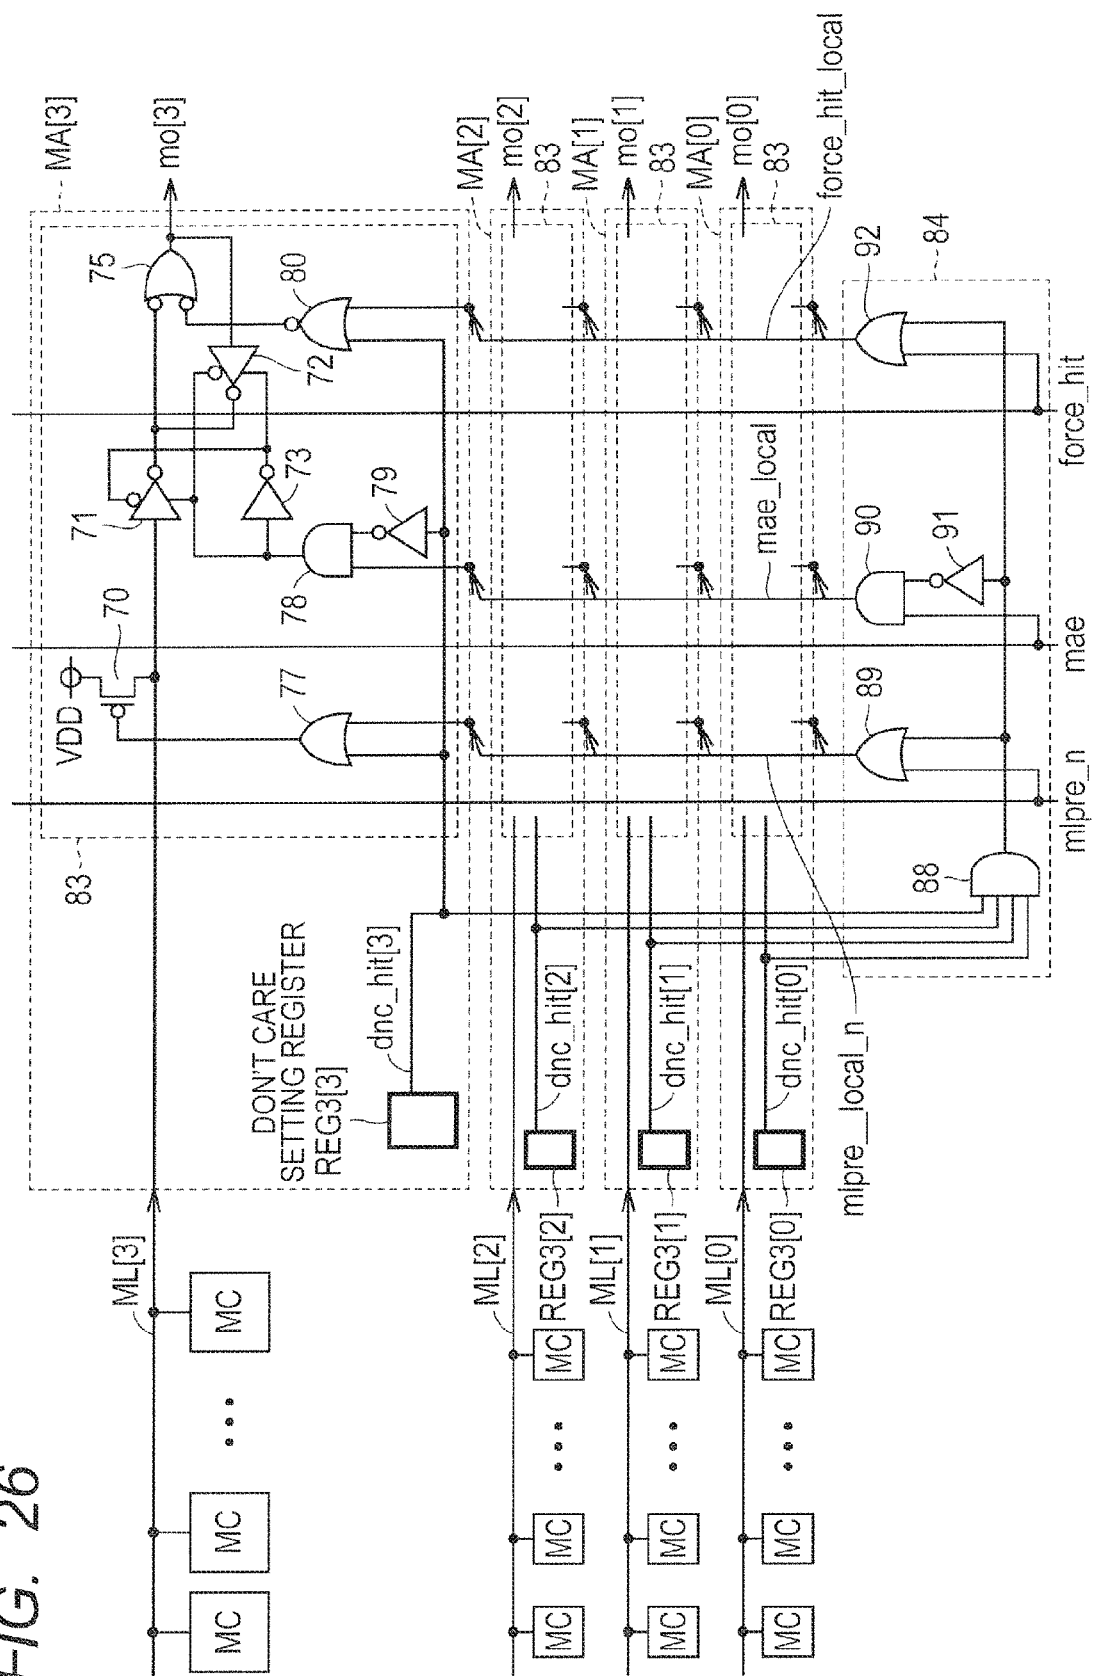 FIG. 26
MA[3]
mo[3]
75
80
72
71
73
79
78
70
VDD
77
83
DON'T CARE
SETTING REGISTER
REG3[3]
dnc_hit[3]
ML[3]
MC
MC
MC
MA[2]
mo[2]
83
dnc_hit[2]
REG3[2]
ML[2]
MC
MC
MC
MA[1]
mo[1]
83
dnc_hit[1]
REG3[1]
ML[1]
MC
MC
MC
MA[0]
mo[0]
83
dnc_hit[0]
REG3[0]
ML[0]
MC
MC
MC
force_hit_local
mae_local
mlpre_local_n
84
92
90
91
89
88
force_hit
mae
mlpre_n